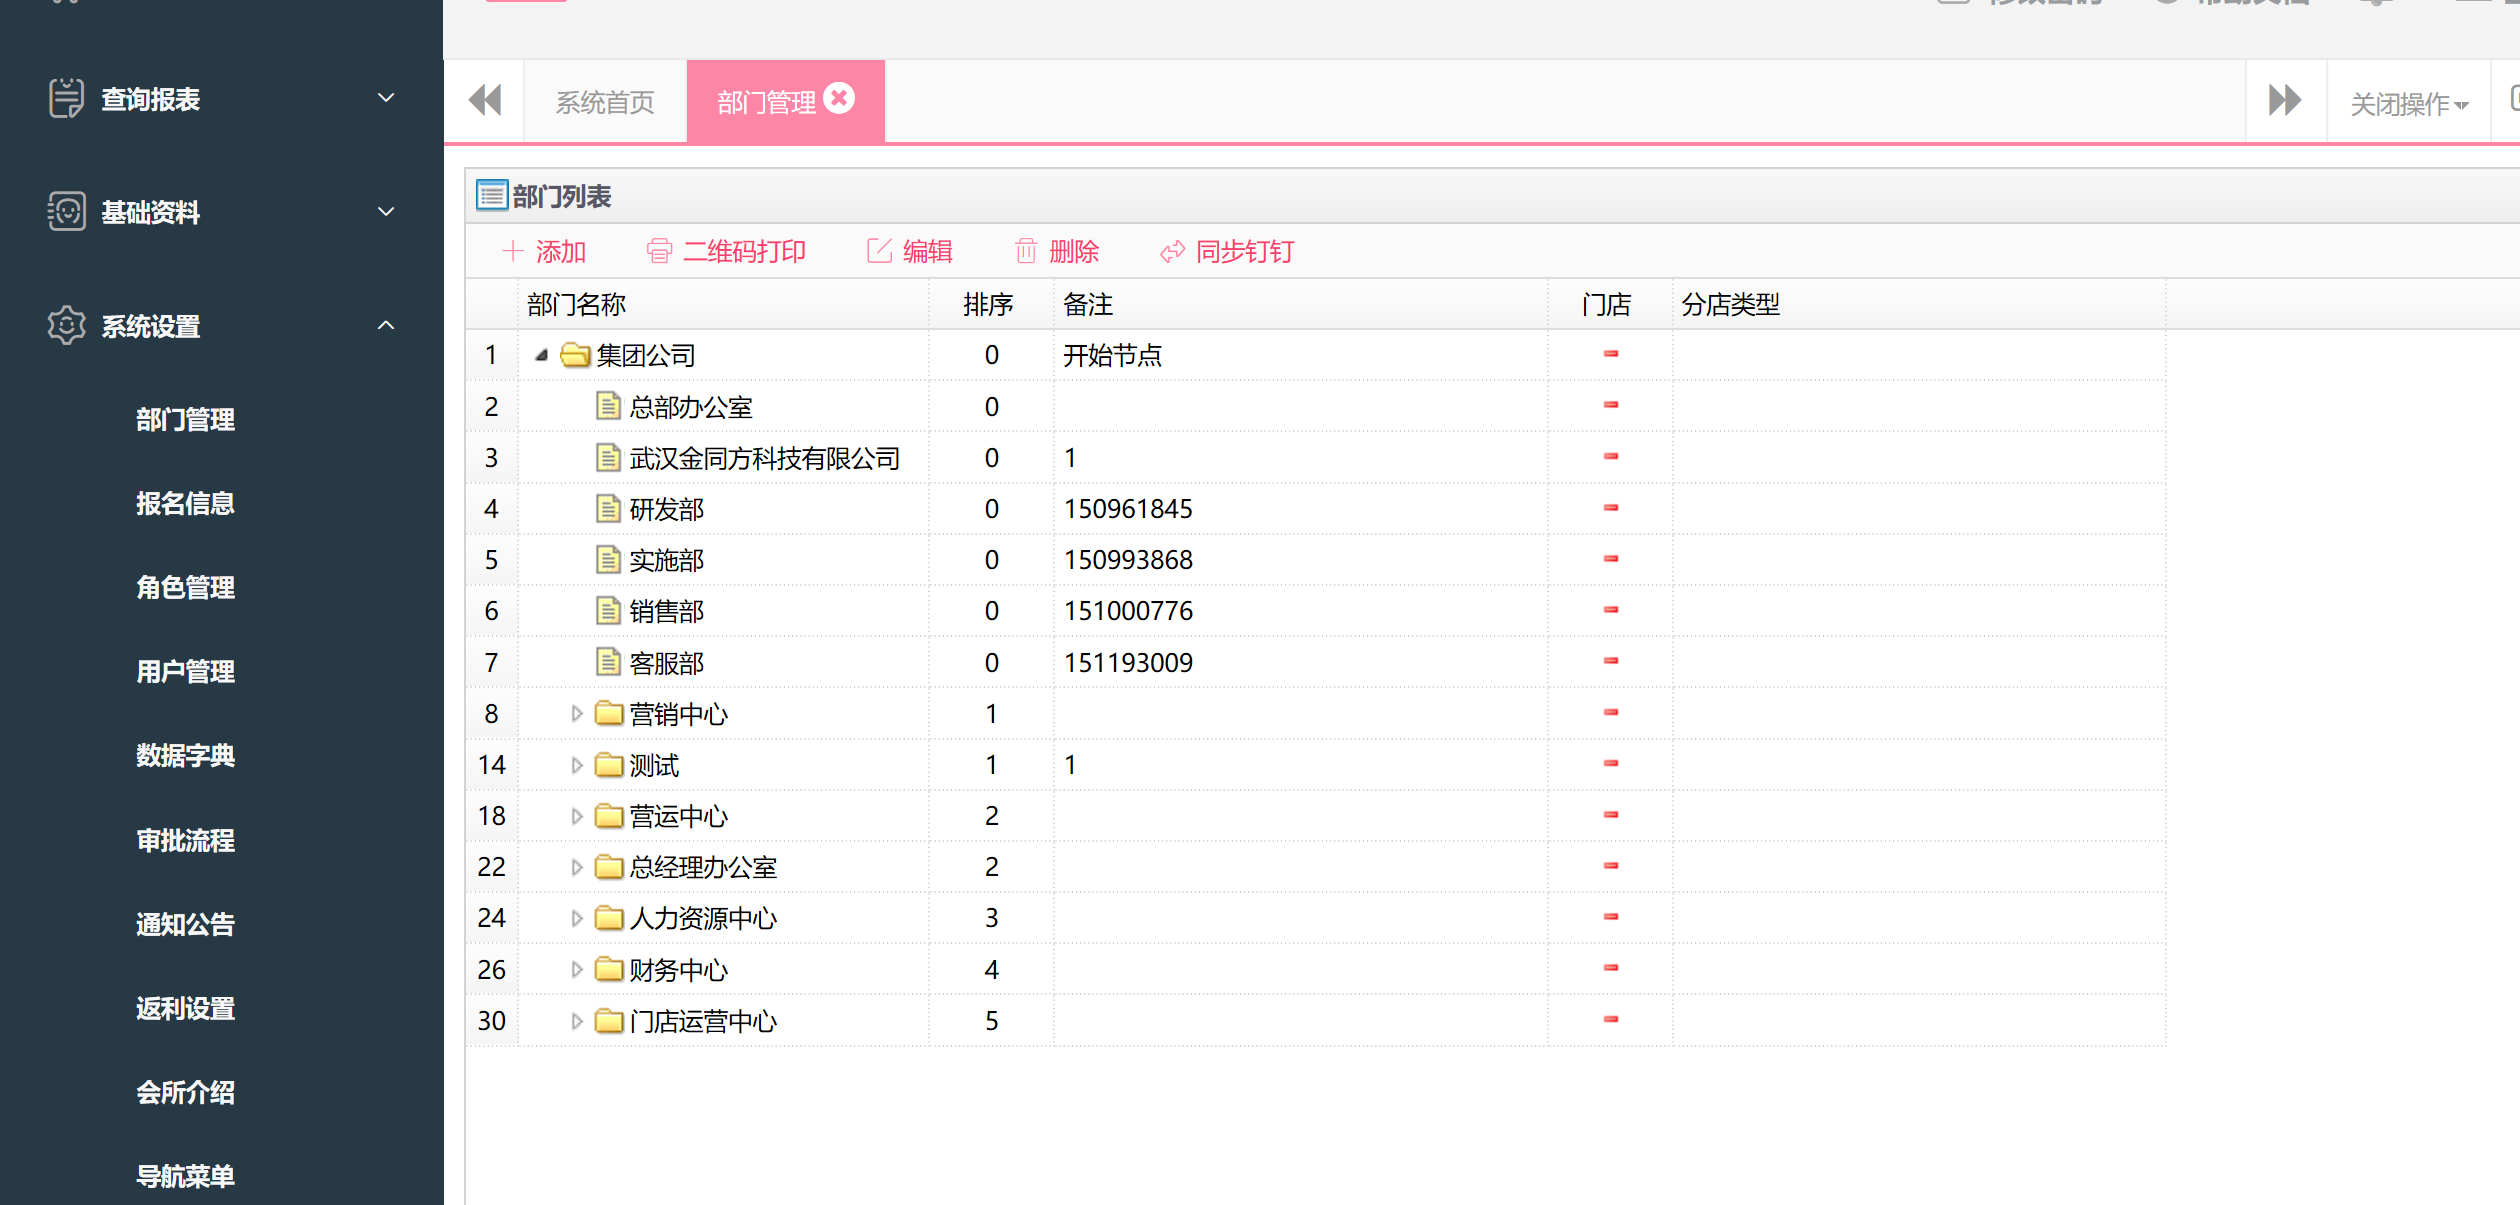 查询报表
基础资料
系统设置
部门管理
报名信息
角色管理
用户管理
数据字典
审批流程
通知公告
返利设置
会所介绍
导航菜单
系统首页
部门管理
关闭操作
部门列表
添加 二维码打印 编辑 删除 同步钉钉
部门名称 排序 备注 门店 分店类型
1 集团公司 0 开始节点
2 总部办公室 0
3 武汉金同方科技有限公司 0 1
4 研发部 0 150961845
5 实施部 0 150993868
6 销售部 0 151000776
7 客服部 0 151193009
8 营销中心 1
14 测试 1 1
18 营运中心 2
22 总经理办公室 2
24 人力资源中心 3
26 财务中心 4
30 门店运营中心 5